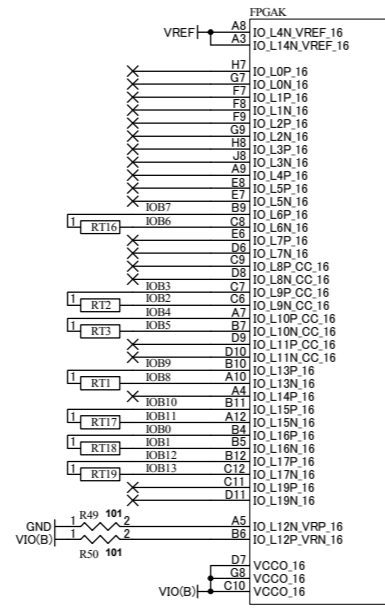 FPGAK
VREF A8 IO_L4N_VREF_16
A3 IO_L14N_VREF_16
H7 IO_L0P_16
G7 IO_L0N_16
F7 IO_L1P_16
F8 IO_L1N_16
F9 IO_L2P_16
G9 IO_L2N_16
H8 IO_L3P_16
J8 IO_L3N_16
A9 IO_L4P_16
E8 IO_L5P_16
E7 IO_L5N_16
IOB7 B9 IO_L6P_16
1 RT16 IOB6 C8 IO_L6N_16
E6 IO_L7P_16
D6 IO_L7N_16
C9 IO_L8P_CC_16
D8 IO_L8N_CC_16
IOB3 C7 IO_L9P_CC_16
1 RT2 IOB2 C6 IO_L9N_CC_16
IOB4 A7 IO_L10P_CC_16
1 RT3 IOB5 B7 IO_L10N_CC_16
D9 IO_L11P_CC_16
D10 IO_L11N_CC_16
IOB9 B10 IO_L13P_16
1 RT1 IOB8 A10 IO_L13N_16
A4 IO_L14P_16
IOB10 B11 IO_L15P_16
1 RT17 IOB11 A12 IO_L15N_16
IOB0 B4 IO_L16P_16
1 RT18 IOB1 B5 IO_L16N_16
IOB12 B12 IO_L17P_16
1 RT19 IOB13 C12 IO_L17N_16
C11 IO_L19P_16
D11 IO_L19N_16
R49 101
GND 1 2 A5 IO_L12N_VRP_16
VIO(B) 1 2 B6 IO_L12P_VRN_16
R50 101
D7 VCCO_16
G8 VCCO_16
VIO(B) C10 VCCO_16